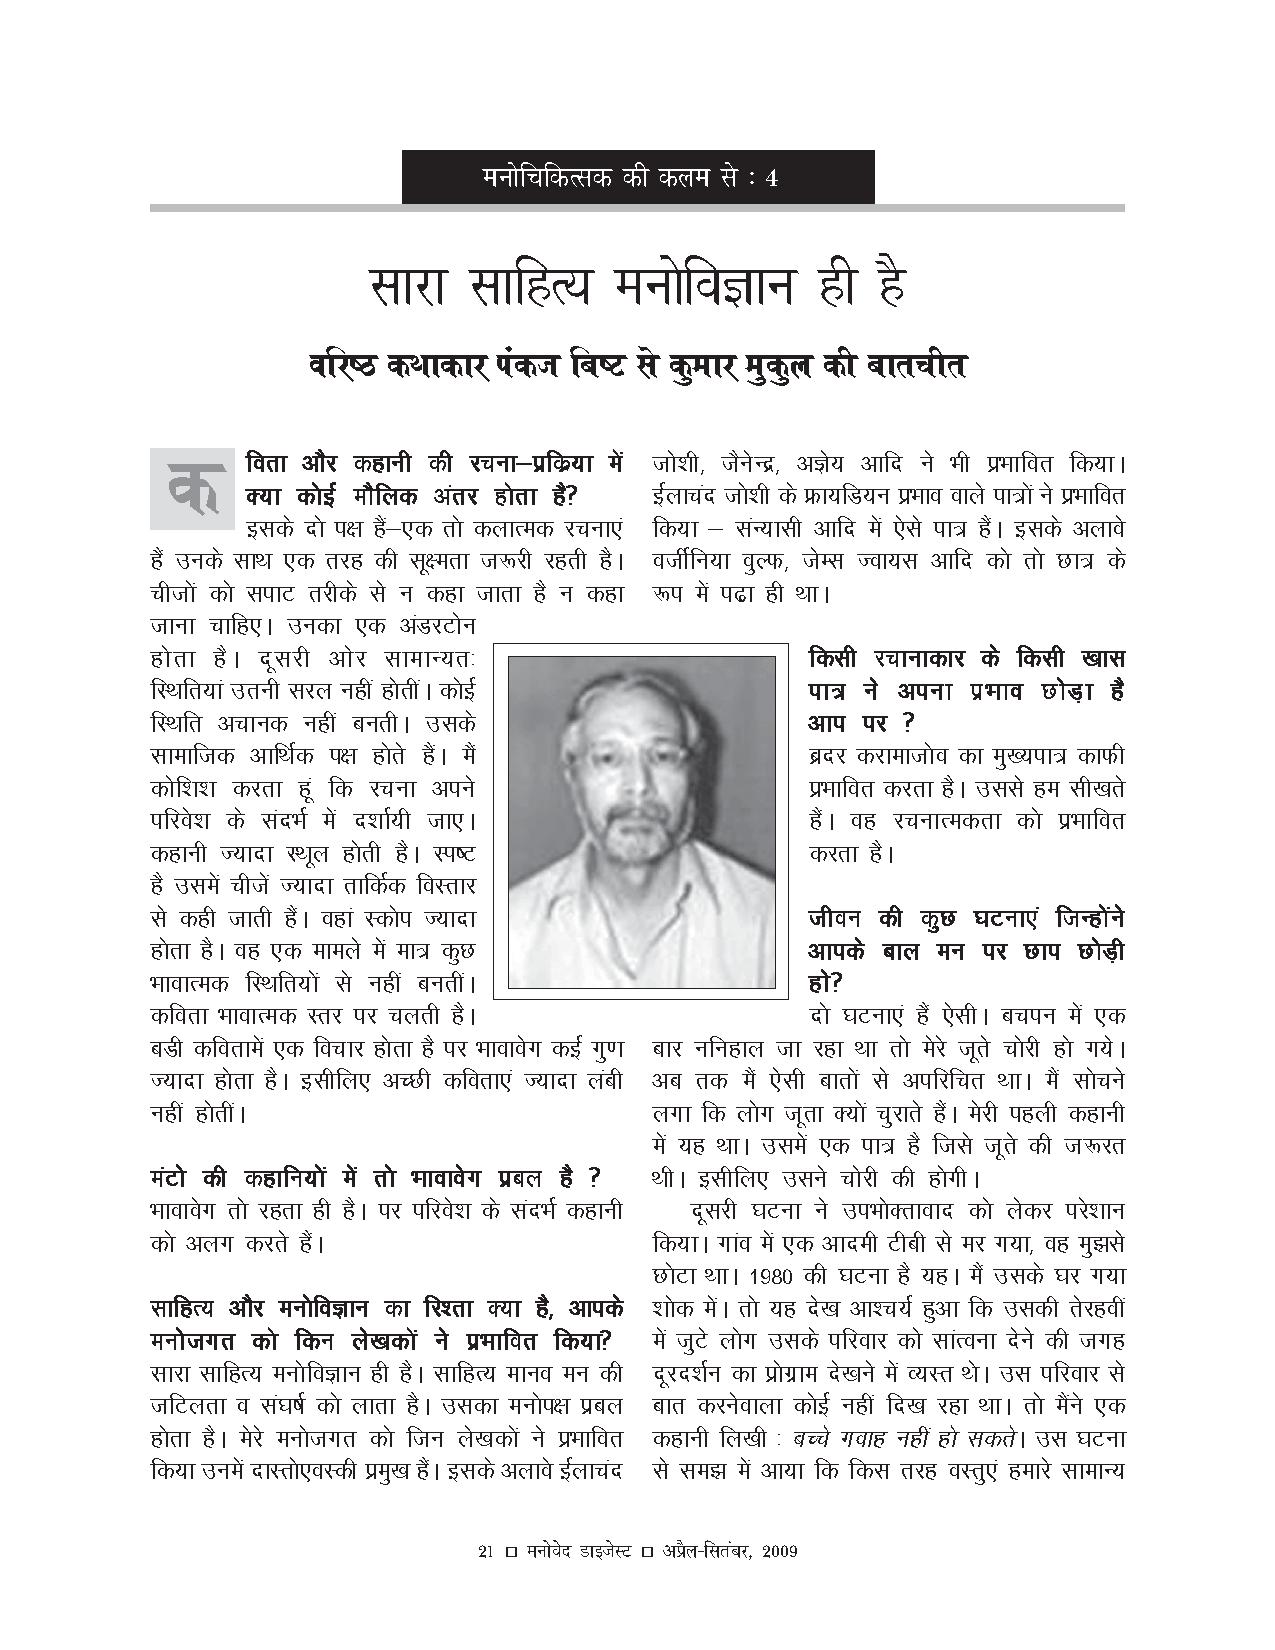 मनोचिकित्सक की कलम से : 4
सारा साहित्य मनोविज्ञान ही है
वरिष्ठ कथाकार पंकज बिष्ट से कुमार मुकुल की बातचीत
कविता और कहानी की रचना–प्रक्रिया में
क्या कोई मौलिक अंतर होता है?
इसके दो पक्ष हैं–एक तो कलात्मक रचनाएं
हैं उनके साथ एक तरह की सूक्ष्मता जरूरी रहती है।
चीजों को सपाट तरीके से न कहा जाता है न कहा
जाना चाहिए। उनका एक अंडरटोन
होता है। दूसरी ओर सामान्यतः
स्थितियां उतनी सरल नहीं होतीं। कोई
स्थिति अचानक नहीं बनती। उसके
सामाजिक आर्थिक पक्ष होते हैं। मैं
कोशिश करता हूं कि रचना अपने
परिवेश के संदर्भ में दर्शायी जाए।
कहानी ज्यादा स्थूल होती है। स्पष्ट
है उसमें चीजें ज्यादा तार्किक विस्तार
से कही जाती हैं। वहां स्कोप ज्यादा
होता है। वह एक मामले में मात्र कुछ
भावात्मक स्थितियों से नहीं बनतीं।
कविता भावात्मक स्तर पर चलती है।
बडी कवितामें एक विचार होता है पर भावावेग कई गुणा
ज्यादा होता है। इसीलिए अच्छी कविताएं ज्यादा लंबी
नहीं होतीं।
मंटो की कहानियों में तो भावावेग प्रबल है ?
भावावेग तो रहता ही है। पर परिवेश के संदर्भ कहानी
को अलग करते हैं।
साहित्य और मनोविज्ञान का रिश्ता क्या है, आपके
मनोजगत को किन लेखकों ने प्रभावित किया?
सारा साहित्य मनोविज्ञान ही है। साहित्य मानव मन की
जटिलता व संघर्ष को लाता है। उसका मनोपक्ष प्रबल
होता है। मेरे मनोजगत को जिन लेखकों ने प्रभावित
किया उनमें दास्तोएवस्की प्रमुख हैं। इसके अलावे ईलाचंद
जोशी, जैनेन्द्र, अज्ञेय आदि ने भी प्रभावित किया।
ईलाचंद जोशी के फ्रायडियन प्रभाव वाले पात्रों ने प्रभावित
किया – संन्यासी आदि में ऐसे पात्र हैं। इसके अलावे
वर्जीनिया वुल्फ, जेम्स ज्वायस आदि को तो छात्र के
रूप में पढा ही था।
किसी रचानाकार के किसी खास
पात्र ने अपना प्रभाव छोड़ा है
आप पर ?
ब्रदर करामाजोव का मुख्यपात्र काफी
प्रभावित करता है। उससे हम सीखते
हैं। वह रचनात्मकता को प्रभावित
करता है।
जीवन की कुछ घटनाएं जिन्होंने
आपके बाल मन पर छाप छोड़ी
हो?
दो घटनाएं हैं ऐसी। बचपन में एक
बार ननिहाल जा रहा था तो मेरे जूते चोरी हो गये।
अब तक मैं ऐसी बातों से अपरिचित था। मैं सोचने
लगा कि लोग जूता क्यों चुराते हैं। मेरी पहली कहानी
में यह था। उसमें एक पात्र है जिसे जूते की जरूरत
थी। इसीलिए उसने चोरी की होगी।
दूसरी घटना ने उपभोक्तावाद को लेकर परेशान
किया। गांव में एक आदमी टीबी से मर गया, वह मुझसे
छोटा था। 1980 की घटना है यह। मैं उसके घर गया
शोक में। तो यह देख आश्चर्य हुआ कि उसकी तेरहवीं
में जुटे लोग उसके परिवार को सांत्वना देने की जगह
दूरदर्शन का प्रोग्राम देखने में व्यस्त थे। उस परिवार से
बात करनेवाला कोई नहीं दिख रहा था। तो मैंने एक
कहानी लिखी : बच्चे गवाह नहीं हो सकते। उस घटना
से समझ में आया कि किस तरह वस्तुएं हमारे सामान्य
21 □ मनोवेद डाइजेस्ट □ अप्रैल-सितंबर, 2009